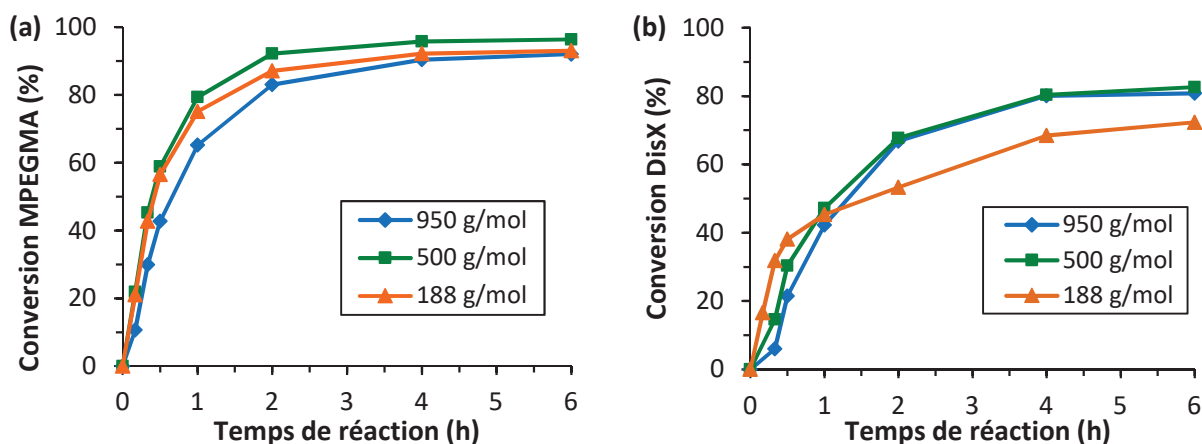 (a)
Conversion MPEGMA (%)
100
80
60
40
20
0
0 1 2 3 4 5 6
Temps de réaction (h)
950 g/mol
500 g/mol
188 g/mol
(b)
Conversion DisX (%)
100
80
60
40
20
0
0 1 2 3 4 5 6
Temps de réaction (h)
950 g/mol
500 g/mol
188 g/mol